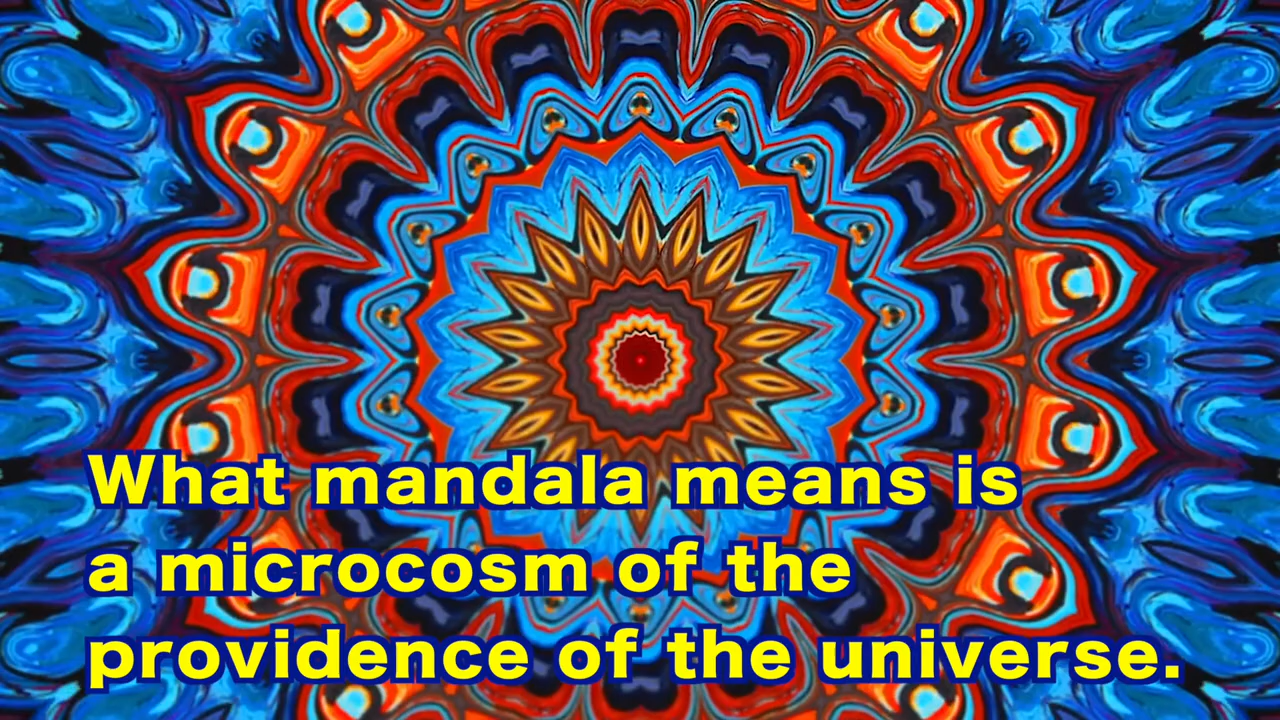 What mandala means is
a microcosm of the
providence of the universe.